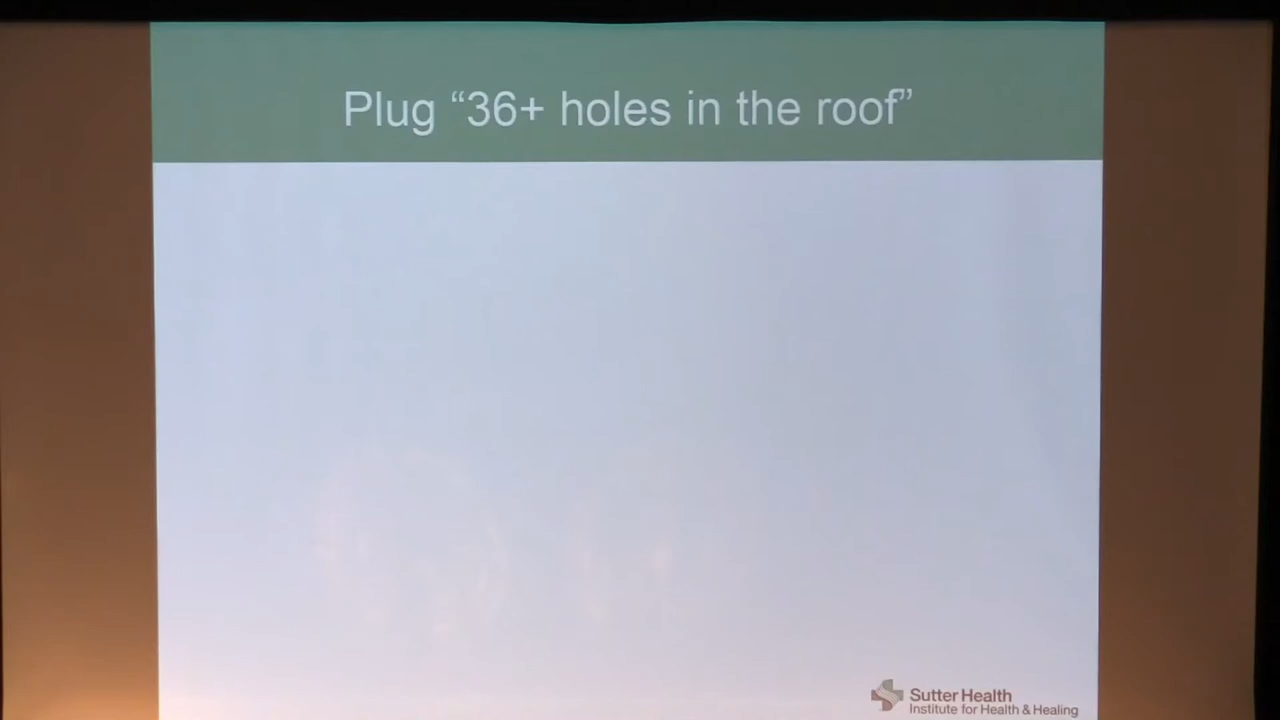 Plug “36+ holes in the roof”
Sutter Health
Institute for Health & Healing